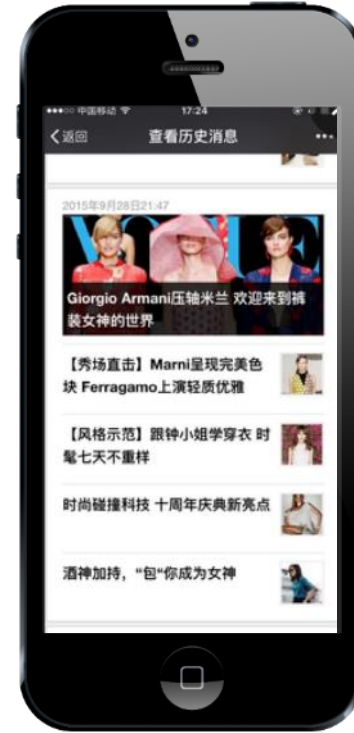 中国移动 17:24
返回 查看历史消息
2015年9月28日21:47
VOGUE
Giorgio Armani压轴米兰 欢迎来到裤
装女神的世界
【秀场直击】Marni呈现完美色
块 Ferragamo上演轻质优雅
【风格示范】跟钟小姐学穿衣 时
髦七天不重样
时尚碰撞科技 十周年庆典新亮点
酒神加持，“包“你成为女神